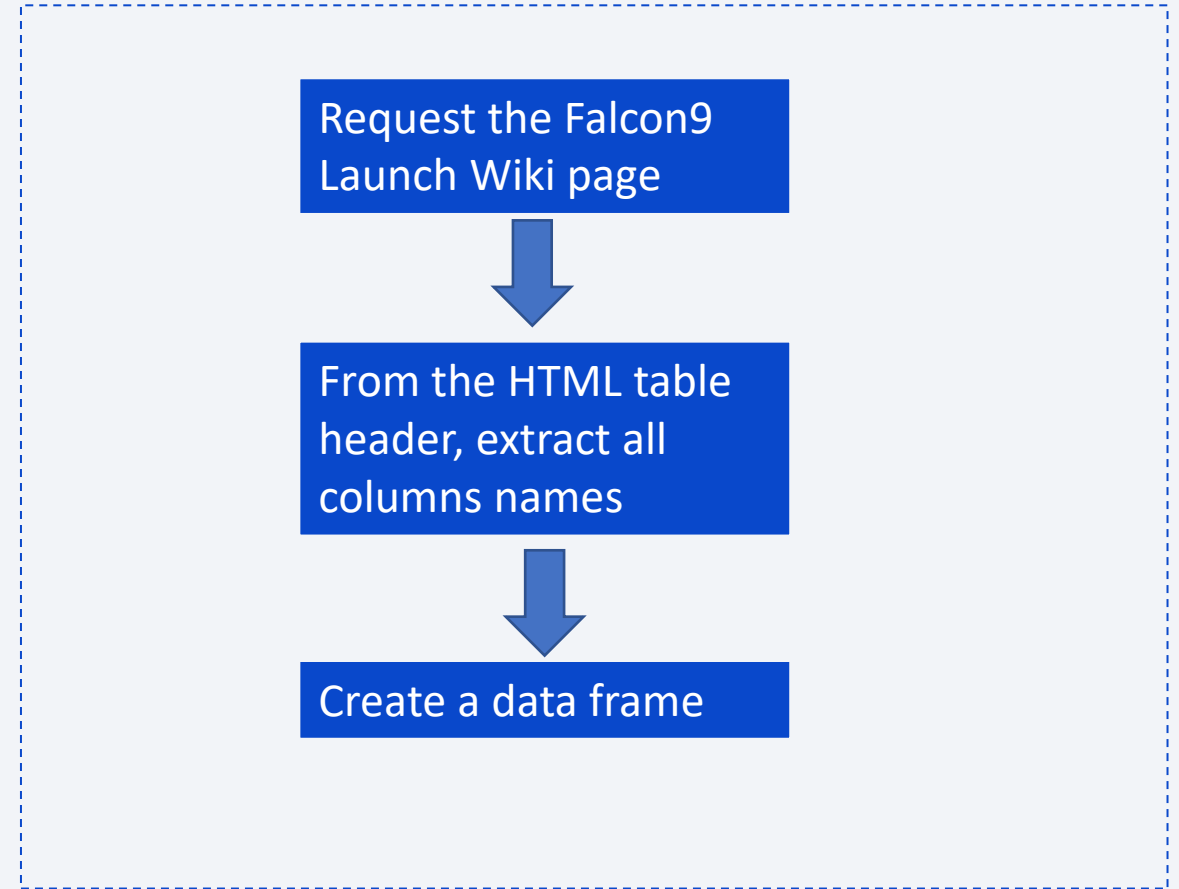 Request the Falcon9
Launch Wiki page
From the HTML table
header, extract all
columns names
Create a data frame